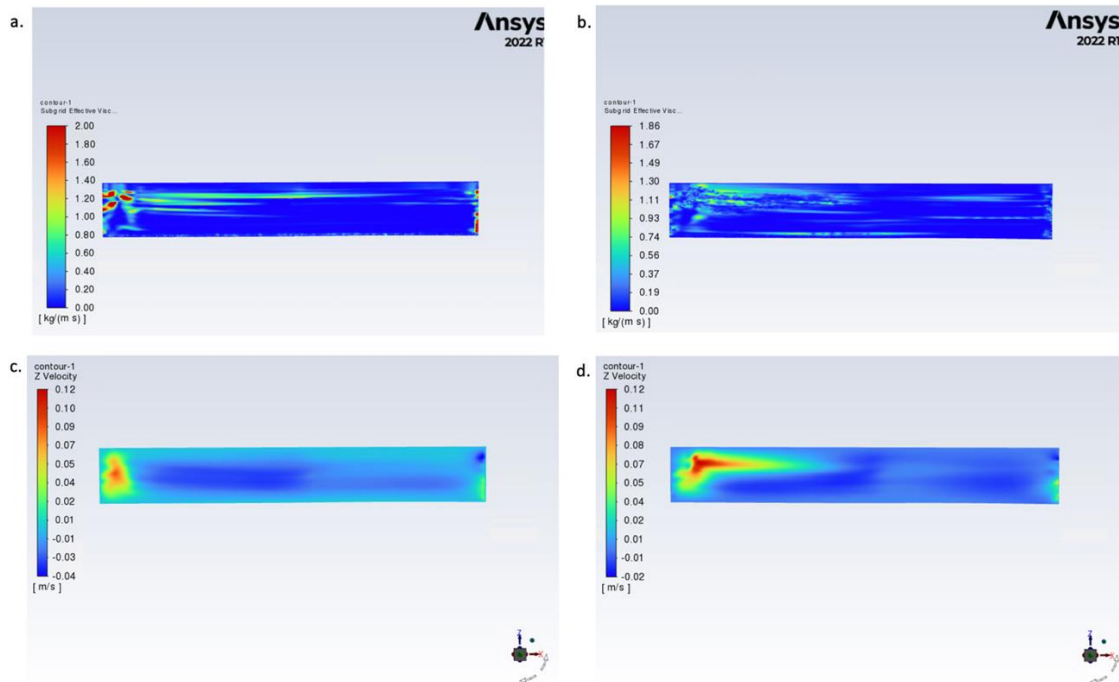 a.
Ansys
2022 R1
contour-1
Subgrid Effective Visc...
2.00
1.80
1.60
1.40
1.20
1.00
0.80
0.60
0.40
0.20
0.00
[ kg/(m s) ]
b.
Ansys
2022 R1
contour-1
Subgrid Effective Visc...
1.86
1.67
1.49
1.30
1.11
0.93
0.74
0.56
0.37
0.19
0.00
[ kg/(m s) ]
c.
contour-1
Z Velocity
0.12
0.10
0.09
0.07
0.05
0.04
0.02
0.01
-0.01
-0.03
-0.04
[ m/s ]
Z
X
d.
contour-1
Z Velocity
0.12
0.11
0.09
0.08
0.07
0.05
0.04
0.02
0.01
-0.01
-0.02
[ m/s ]
Z
X